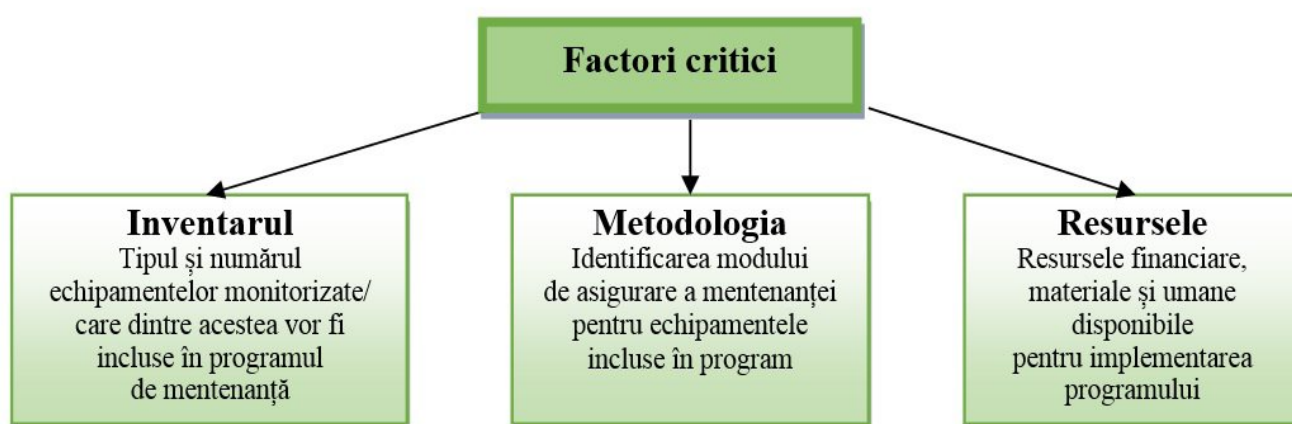 Factori critici
Inventarul
Tipul și numărul
echipamentelor monitorizate/
care dintre acestea vor fi
incluse în programul
de mentenanță
Metodologia
Identificarea modului
de asigurare a mentenanței
pentru echipamentele
incluse în program
Resursele
Resursele financiare,
materiale și umane
disponibile
pentru implementarea
programului